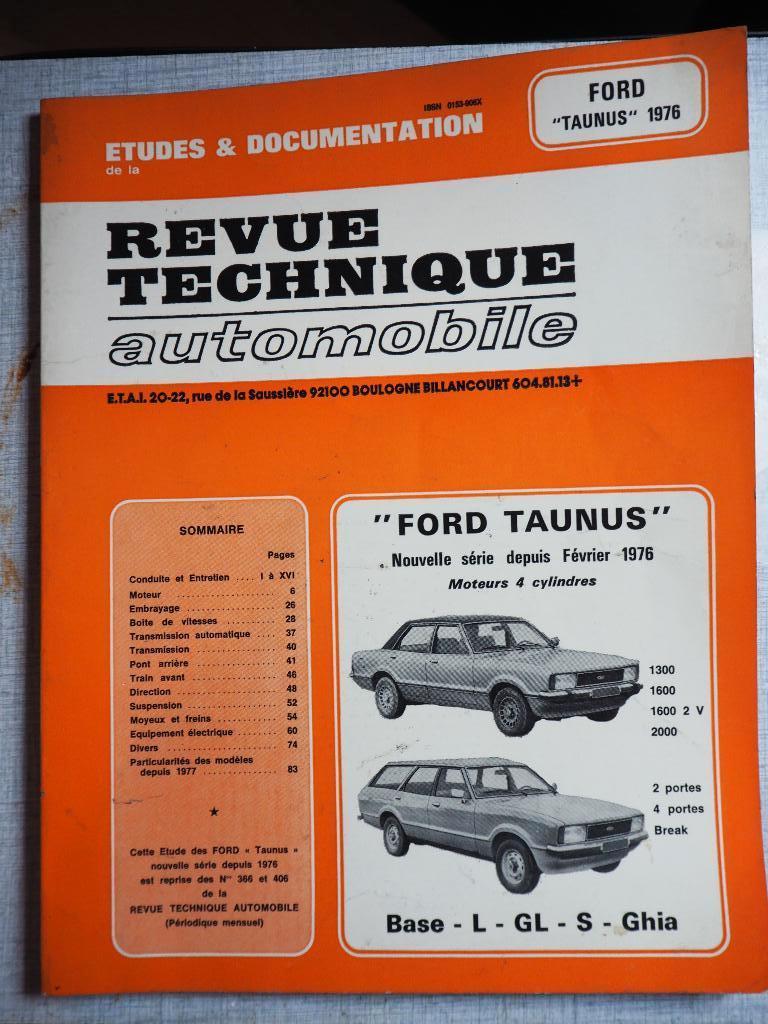 IBSN 0153-906X
ETUDES & DOCUMENTATION
de la
FORD
"TAUNUS" 1976
REVUE
TECHNIQUE
automobile
E.T.A.I. 20-22, rue de la Saussière 92100 BOULOGNE BILLANCOURT 604.81.13+
SOMMAIRE
Pages
Conduite et Entretien .... I à XVI
Moteur .................... 6
Embrayage .................. 26
Boite de vitesses ............ 28
Transmission automatique .... 37
Transmission ................ 40
Pont arrière ................ 41
Train avant ................ 46
Direction .................. 48
Suspension .................. 52
Moyeux et freins ............ 54
Equipement électrique ........ 60
Divers .................... 74
Particularités des modèles
depuis 1977 .............. 83
★
Cette Etude des FORD « Taunus »
nouvelle série depuis 1976
est reprise des Nos 366 et 406
de la
REVUE TECHNIQUE AUTOMOBILE
(Périodique mensuel)
"FORD TAUNUS"
Nouvelle série depuis Février 1976
Moteurs 4 cylindres
1300
1600
1600 2 V
2000
2 portes
4 portes
Break
Base - L - GL - S - Ghia